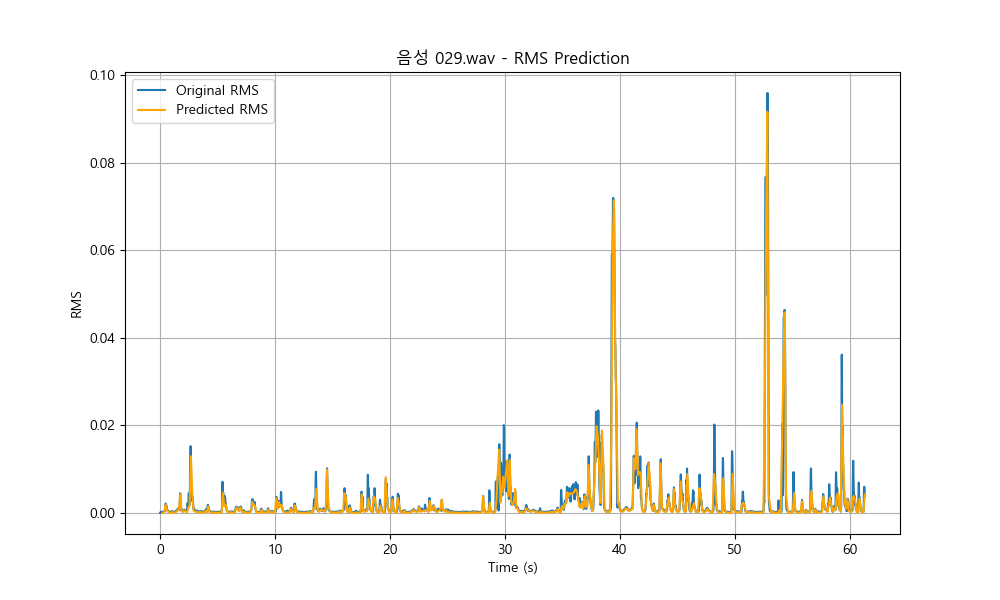 음성 029.wav - RMS Prediction
Original RMS
Predicted RMS
0.10
0.08
0.06
0.04
0.02
0.00
RMS
0 10 20 30 40 50 60
Time (s)